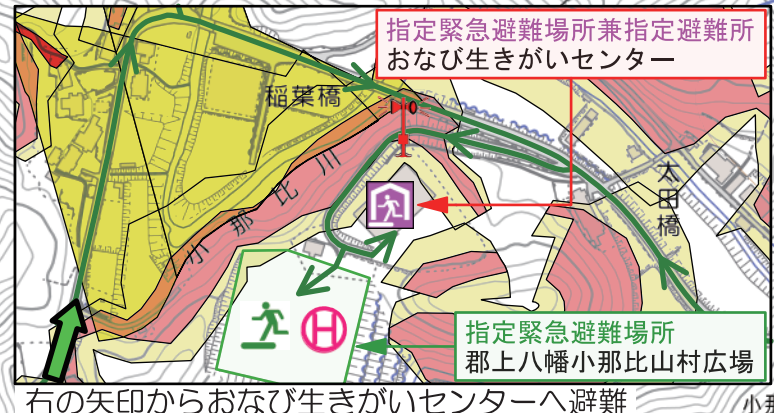 指定緊急避難場所兼指定避難所
おなび生きがいセンター
稲葉橋
小那比川
太田橋
H
指定緊急避難場所
郡上八幡小那比山村広場
右の矢印からおなび生きがいセンターへ避難